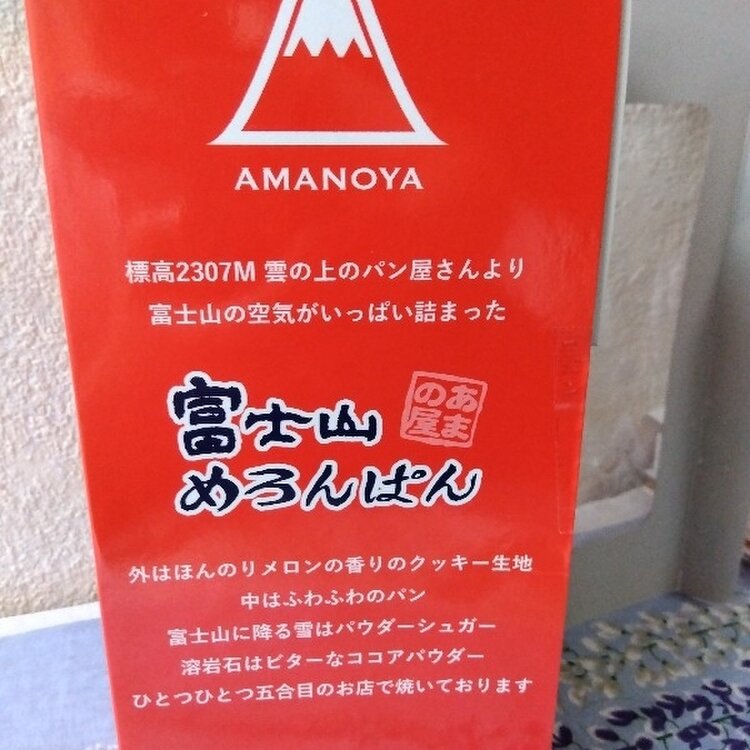 AMANOYA
標高2307M 雲の上のパン屋さんより
富士山の空気がいっぱい詰まった
富士山
めろんぱん
あま
の屋
外はほんのりメロンの香りのクッキー生地
中はふわふわのパン
富士山に降る雪はパウダーシュガー
溶岩石はビターなココアパウダー
ひとつひとつ五合目のお店で焼いております